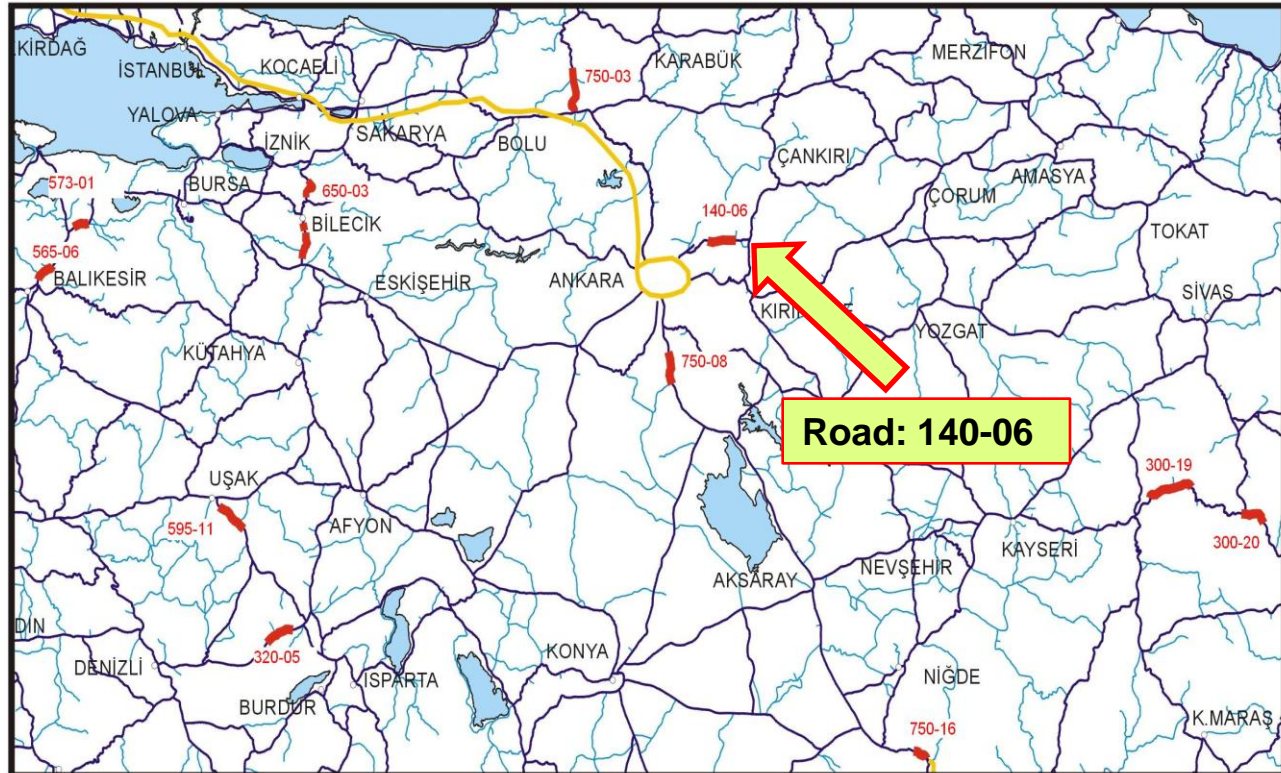 KİRDAĞ
İSTANBUL
KOCAELİ
KARABÜK
MERZİFON
750-03
YALOVA
İZNİK
SAKARYA
BOLU
ÇANKIRI
573-01
BURSA
650-03
ÇORUM
AMASYA
BİLECİK
140-06
TOKAT
565-06
BALIKESİR
ESKİŞEHİR
ANKARA
SİVAS
YOZGAT
KÜTAHYA
750-08
Road: 140-06
UŞAK
300-19
595-11
AFYON
KAYSERİ
300-20
AKSARAY
NEVŞEHİR
DİN
DENİZLİ
320-05
KONYA
ISPARTA
NİĞDE
BURDUR
K.MARAŞ
750-16